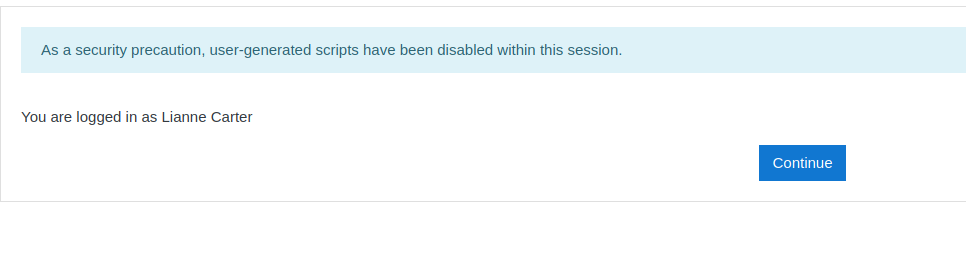 As a security precaution, user-generated scripts have been disabled within this session.
You are logged in as Lianne Carter
Continue